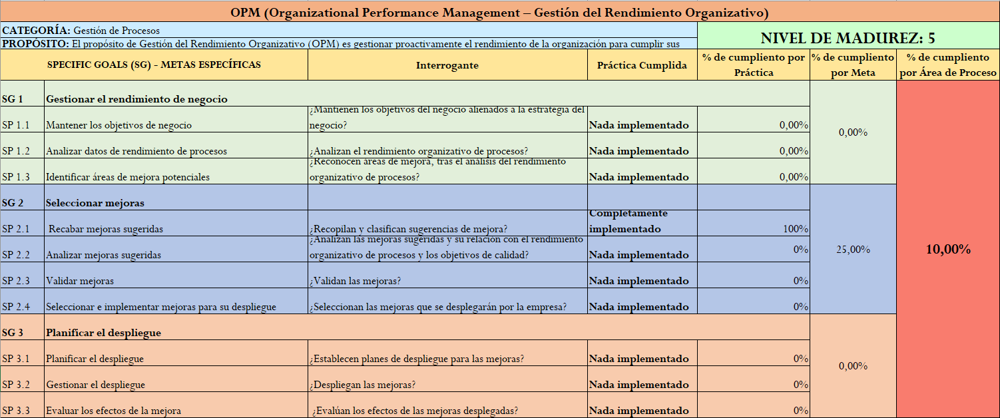 OPM (Organizational Performance Management – Gestión del Rendimiento Organizativo)
CATEGORÍA: Gestión de Procesos
PROPÓSITO: El propósito de Gestión del Rendimiento Organizativo (OPM) es gestionar proactivamente el rendimiento de la organización para cumplir sus
NIVEL DE MADUREZ: 5
SPECIFIC GOALS (SG) - METAS ESPECÍFICAS
Interrogante
Práctica Cumplida
% de cumpliento por
Práctica
% de cumpliento
por Meta
% de cumpliento
por Área de Proceso
SG 1 Gestionar el rendimiento de negocio
SP 1.1 Mantener los objetivos de negocio
¿Mantienen los objetivos del negocio alienados a la estrategia del
negocio?
Nada implementado 0,00%
SP 1.2 Analizar datos de rendimiento de procesos ¿Analizan el rendimiento organizativo de procesos? Nada implementado 0,00%
SP 1.3 Identificar áreas de mejora potenciales
¿Reconocen áreas de mejora, tras el análisis del rendimiento
organizativo de procesos?
Nada implementado 0,00%
0,00%
SG 2 Seleccionar mejoras
SP 2.1 Recabar mejoras sugeridas ¿Recopilan y clasifican sugerencias de mejora?
Completamente
implementado
100%
SP 2.2 Analizar mejoras sugeridas
¿Analizan las mejoras sugeridas y su relación con el rendimiento
organizativo de procesos y los objetivos de calidad?
Nada implementado 0%
SP 2.3 Validar mejoras ¿Validan las mejoras? Nada implementado 0%
SP 2.4 Seleccionar e implementar mejoras para su despliegue ¿Seleccionan las mejoras que se desplegarán por la empresa? Nada implementado 0%
25,00%
10,00%
SG 3 Planificar el despliegue
SP 3.1 Planificar el despliegue ¿Establecen planes de despliegue para las mejoras? Nada implementado 0%
SP 3.2 Gestionar el despliegue ¿Despliegan las mejoras? Nada implementado 0%
SP 3.3 Evaluar los efectos de la mejora ¿Evalúan los efectos de las mejoras desplegadas? Nada implementado 0%
0,00%